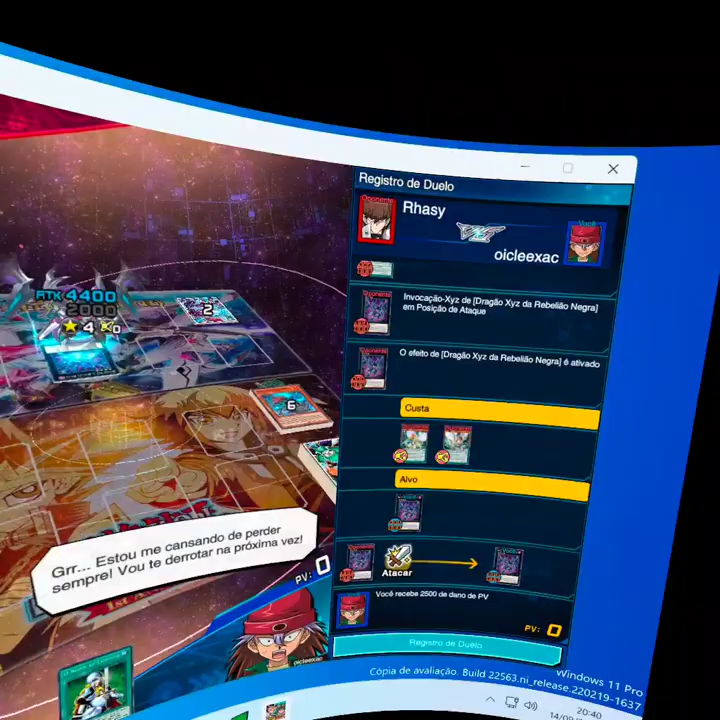 Registro de Duelo
Oponente
Rhasy
VS
Você
oicleexac
Oponente
Invocação-Xyz de [Dragão Xyz da Rebelião Negra]
em Posição de Ataque
O efeito de [Dragão Xyz da Rebelião Negra] é ativado
Custa
Alvo
Atacar
Você recebe 2500 de dano de PV
PV: 0
Registro de Duelo
ATK 4400
2000
4
0
2
6
Grr... Estou me cansando de perder
sempre! Vou te derrotar na próxima vez!
PV: 0
oicleexac
Windows 11 Pro
Cópia de avaliação. Build 22563.ni_release.220219-1637
20:40